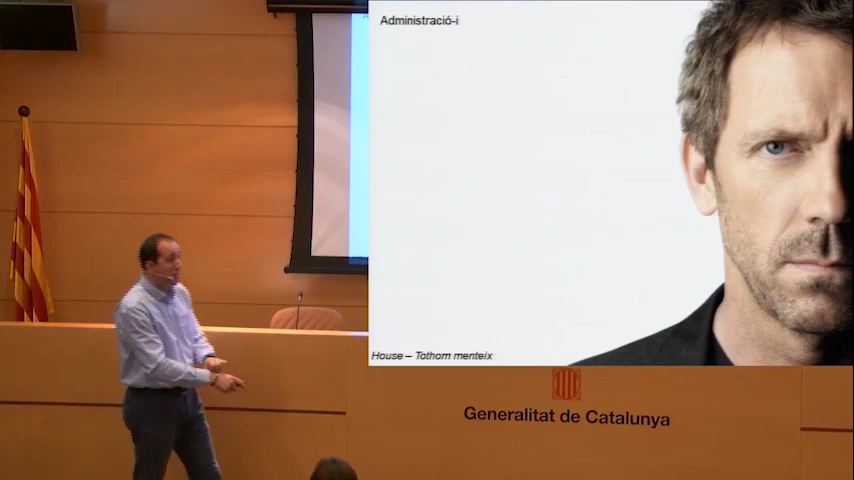 Administració-i
House – Tothom menteix
Generalitat de Catalunya